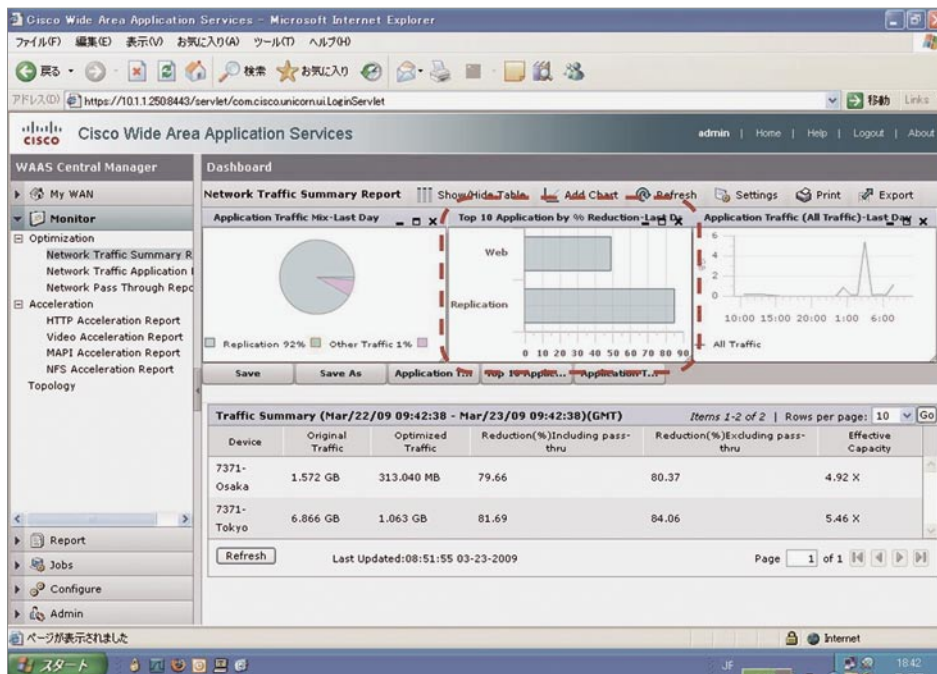 Cisco Wide Area Application Services - Microsoft Internet Explorer
ファイル(F) 編集(E) 表示(V) お気に入り(A) ツール(T) ヘルプ(H)
戻る 検索 お気に入り
アドレス(D) https://10.1.1.250:8443/servlet/com.cisco.unicorn.ui.LoginServlet 移動 Links
cisco Cisco Wide Area Application Services admin | Home | Help | Logout | About
WAAS Central Manager Dashboard
My WAN
Network Traffic Summary Report Show/Hide Table Add Chart Refresh Settings Print Export
Monitor
Optimization
Network Traffic Summary R
Network Traffic Application
Network Pass Through Repo
Acceleration
HTTP Acceleration Report
Video Acceleration Report
MAPI Acceleration Report
NFS Acceleration Report
Topology
Application Traffic Mix-Last Day
Replication 92% Other Traffic 1%
Top 10 Application by % Reduction-Last
Web
Replication
0 10 20 30 40 50 60 70 80 90
Application Traffic (All Traffic)-Last Day
6
4
2
0
10:00 15:00 20:00 1:00 6:00
All Traffic
Save Save As Application T... Top 10 Applic... Application T...
Traffic Summary (Mar/22/09 09:42:38 - Mar/23/09 09:42:38)(GMT) Items 1-2 of 2 | Rows per page: 10 Go
Device Original Traffic Optimized Traffic Reduction(%)Including pass-thru Reduction(%)Excluding pass-thru Effective Capacity
7371-Osaka 1.572 GB 313.040 MB 79.66 80.37 4.92 X
7371-Tokyo 6.866 GB 1.063 GB 81.69 84.06 5.46 X
Refresh Last Updated:08:51:55 03-23-2009 Page 1 of 1
Report
Jobs
Configure
Admin
ページが表示されました Internet
スタート JF 18:42